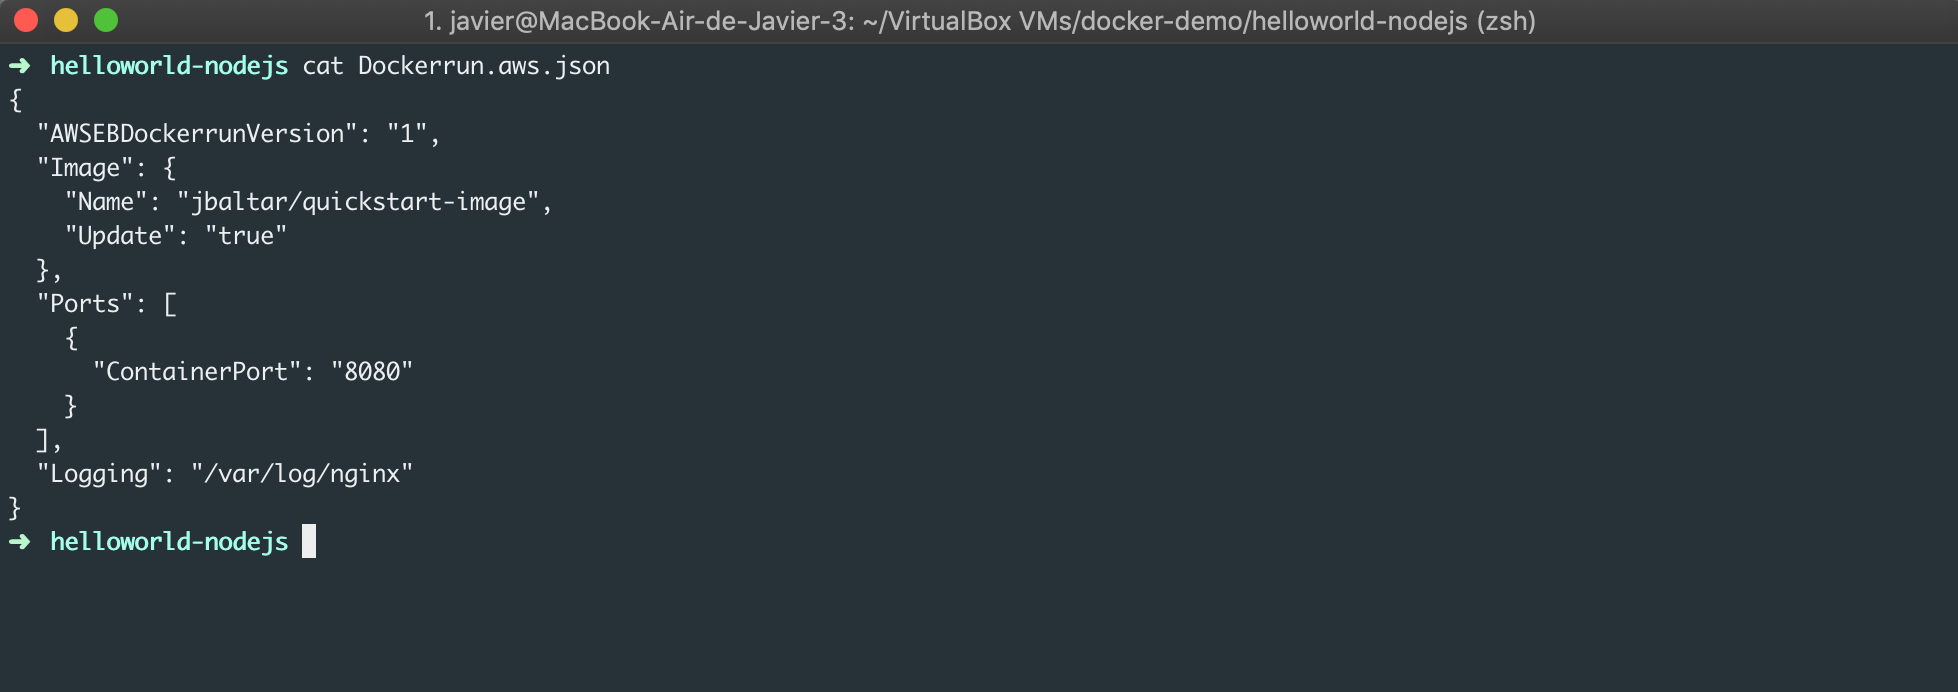 1. javier@MacBook-Air-de-Javier-3: ~/VirtualBox VMs/docker-demo/helloworld-nodejs (zsh)
➜  helloworld-nodejs cat Dockerrun.aws.json
{
  "AWSEBDockerrunVersion": "1",
  "Image": {
    "Name": "jbaltar/quickstart-image",
    "Update": "true"
  },
  "Ports": [
    {
      "ContainerPort": "8080"
    }
  ],
  "Logging": "/var/log/nginx"
}
➜  helloworld-nodejs